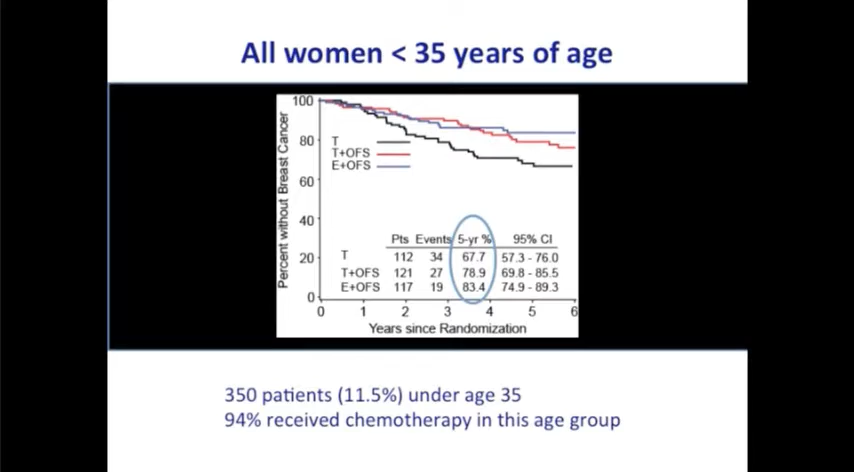 All women < 35 years of age
Percent without Breast Cancer
100
80
60
40
20
0
T
T+OFS
E+OFS
Pts Events 5-yr % 95% CI
T 112 34 67.7 57.3 - 76.0
T+OFS 121 27 78.9 69.8 - 85.5
E+OFS 117 19 83.4 74.9 - 89.3
0 1 2 3 4 5 6
Years since Randomization
350 patients (11.5%) under age 35
94% received chemotherapy in this age group